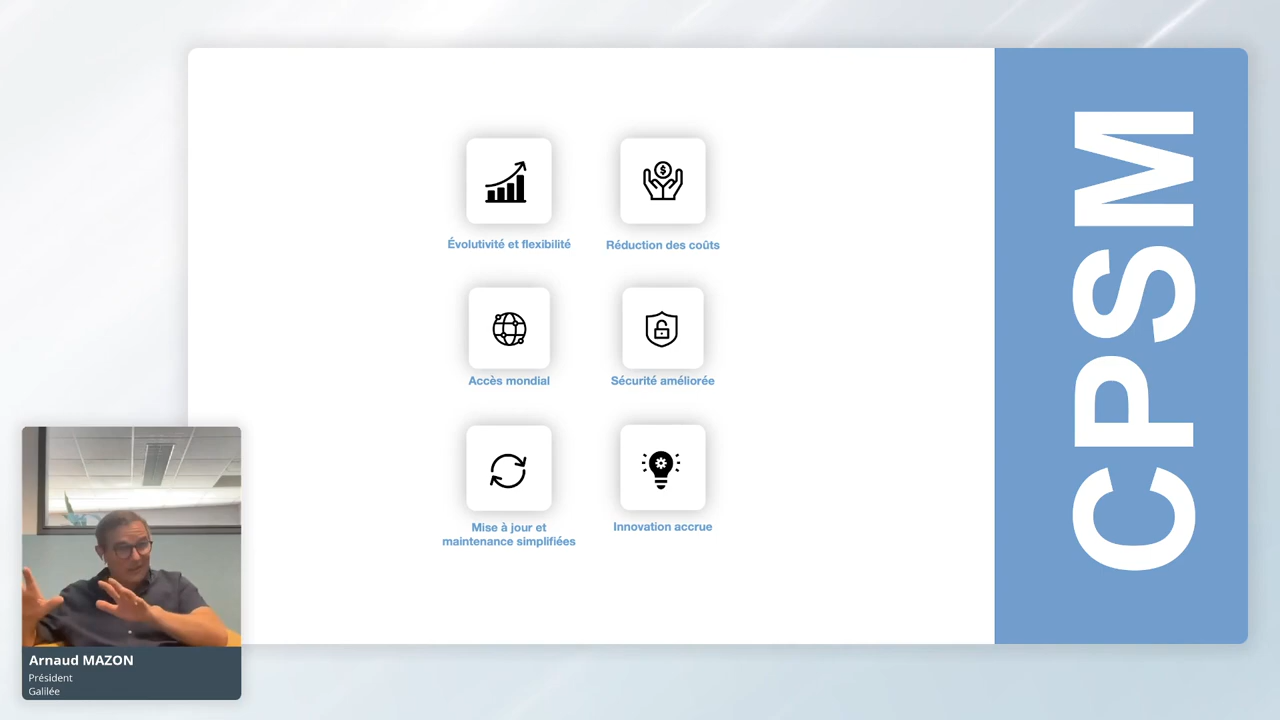 Évolutivité et flexibilité
Réduction des coûts
Accès mondial
Sécurité améliorée
Mise à jour et
maintenance simplifiées
Innovation accrue
CPSM
Arnaud MAZON
Président
Galilée